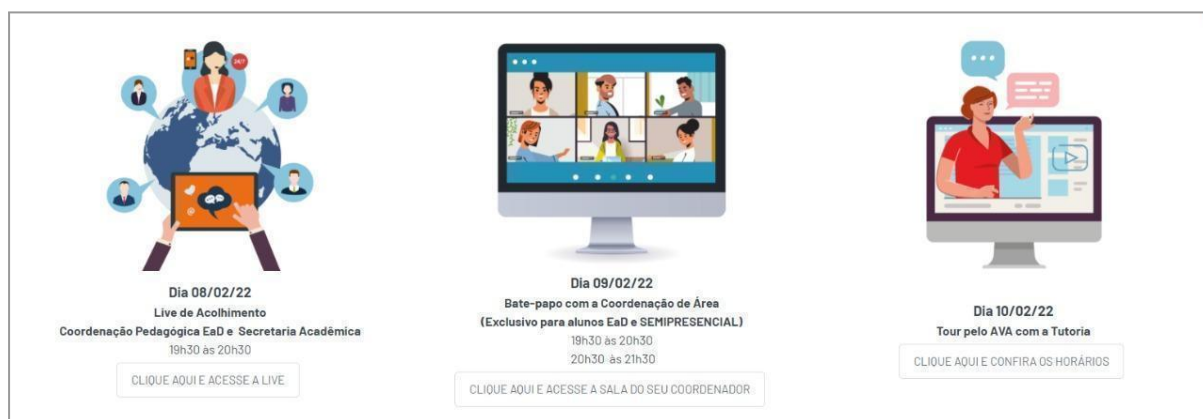 24/7
Dia 08/02/22
Live de Acolhimento
Coordenação Pedagógica EaD e Secretaria Acadêmica
19h30 às 20h30
CLIQUE AQUI E ACESSE A LIVE
Dia 09/02/22
Bate-papo com a Coordenação de Área
(Exclusivo para alunos EaD e SEMIPRESENCIAL)
19h30 às 20h30
20h30 às 21h30
CLIQUE AQUI E ACESSE A SALA DO SEU COORDENADOR
Dia 10/02/22
Tour pelo AVA com a Tutoria
CLIQUE AQUI E CONFIRA OS HORÁRIOS